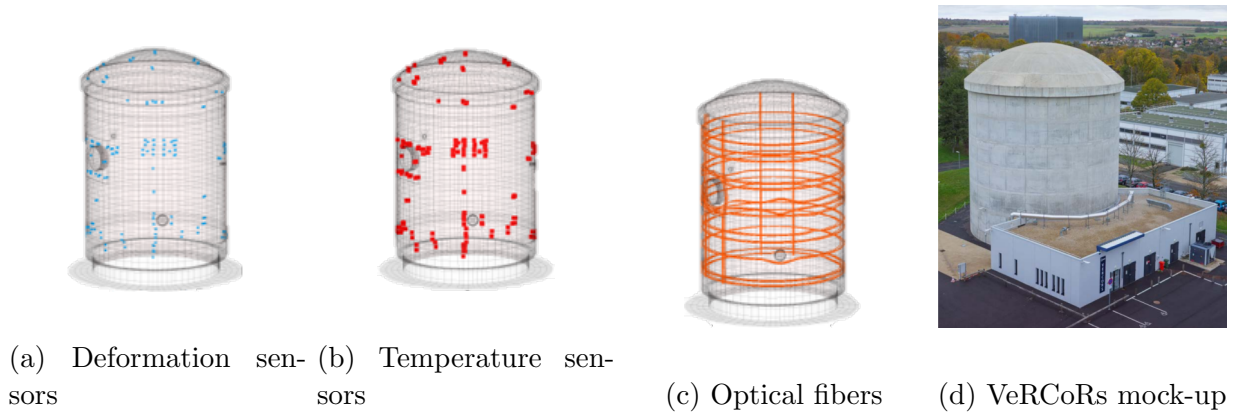 (a) Deformation sen-
sors
(b) Temperature sen-
sors
(c) Optical fibers
(d) VeRCoRs mock-up